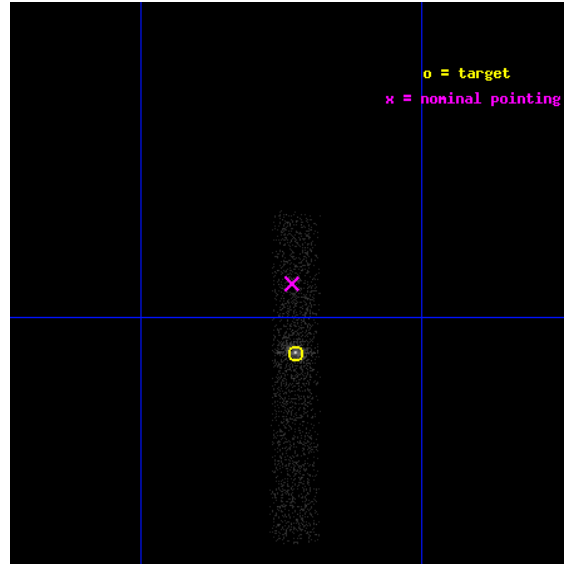 o = target
x = nominal pointing